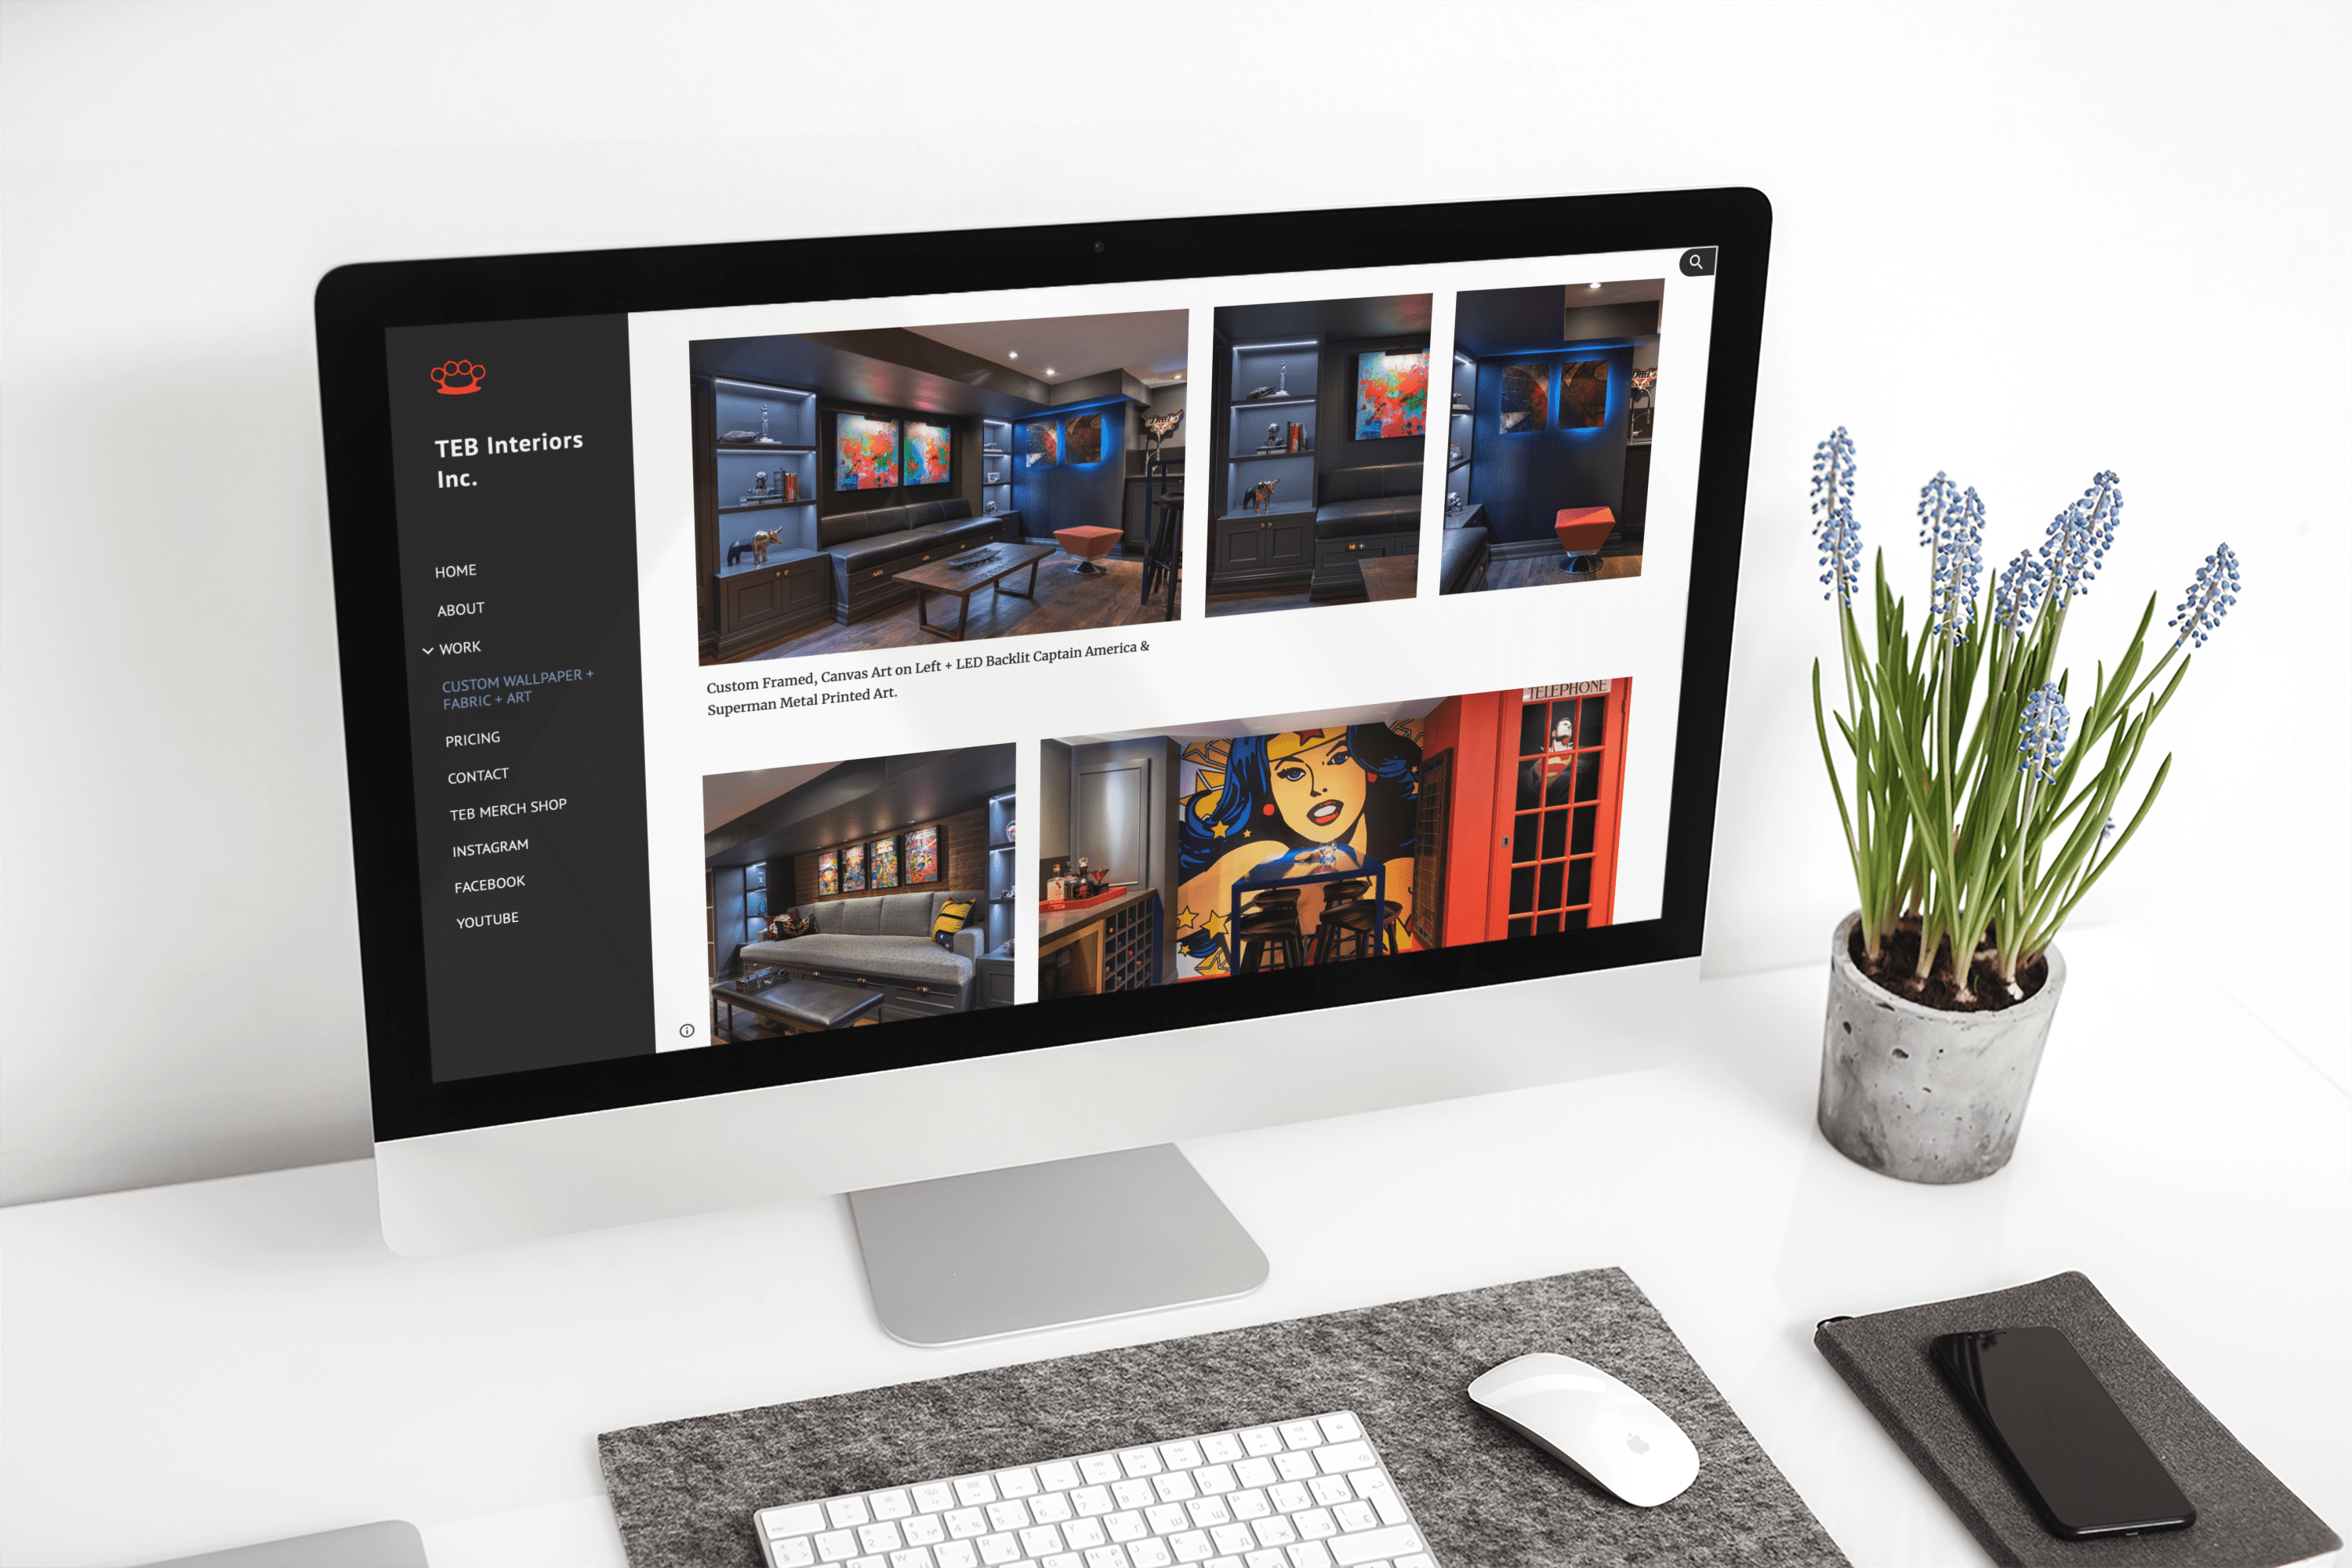 TEB Interiors
Inc.
HOME
ABOUT
WORK
CUSTOM WALLPAPER +
FABRIC + ART
PRICING
CONTACT
TEB MERCH SHOP
INSTAGRAM
FACEBOOK
YOUTUBE
Custom Framed, Canvas Art on Left + LED Backlit Captain America &
Superman Metal Printed Art.
TELEPHONE